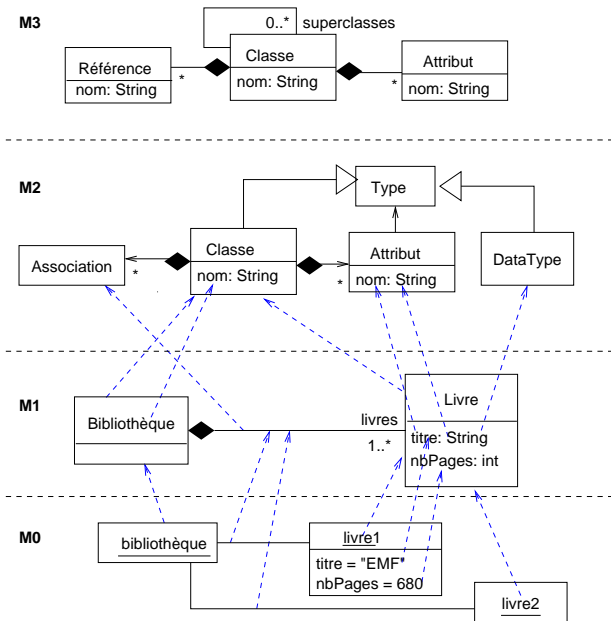 M3
0..* superclasses
Référence
nom: String
*
Classe
nom: String
*
Attribut
nom: String
M2
Type
Association
*
Classe
nom: String
*
Attribut
nom: String
DataType
M1
Bibliothèque
livres
1..*
Livre
titre: String
nbPages: int
M0
bibliothèque
livre1
titre = "EMF"
nbPages = 680
livre2